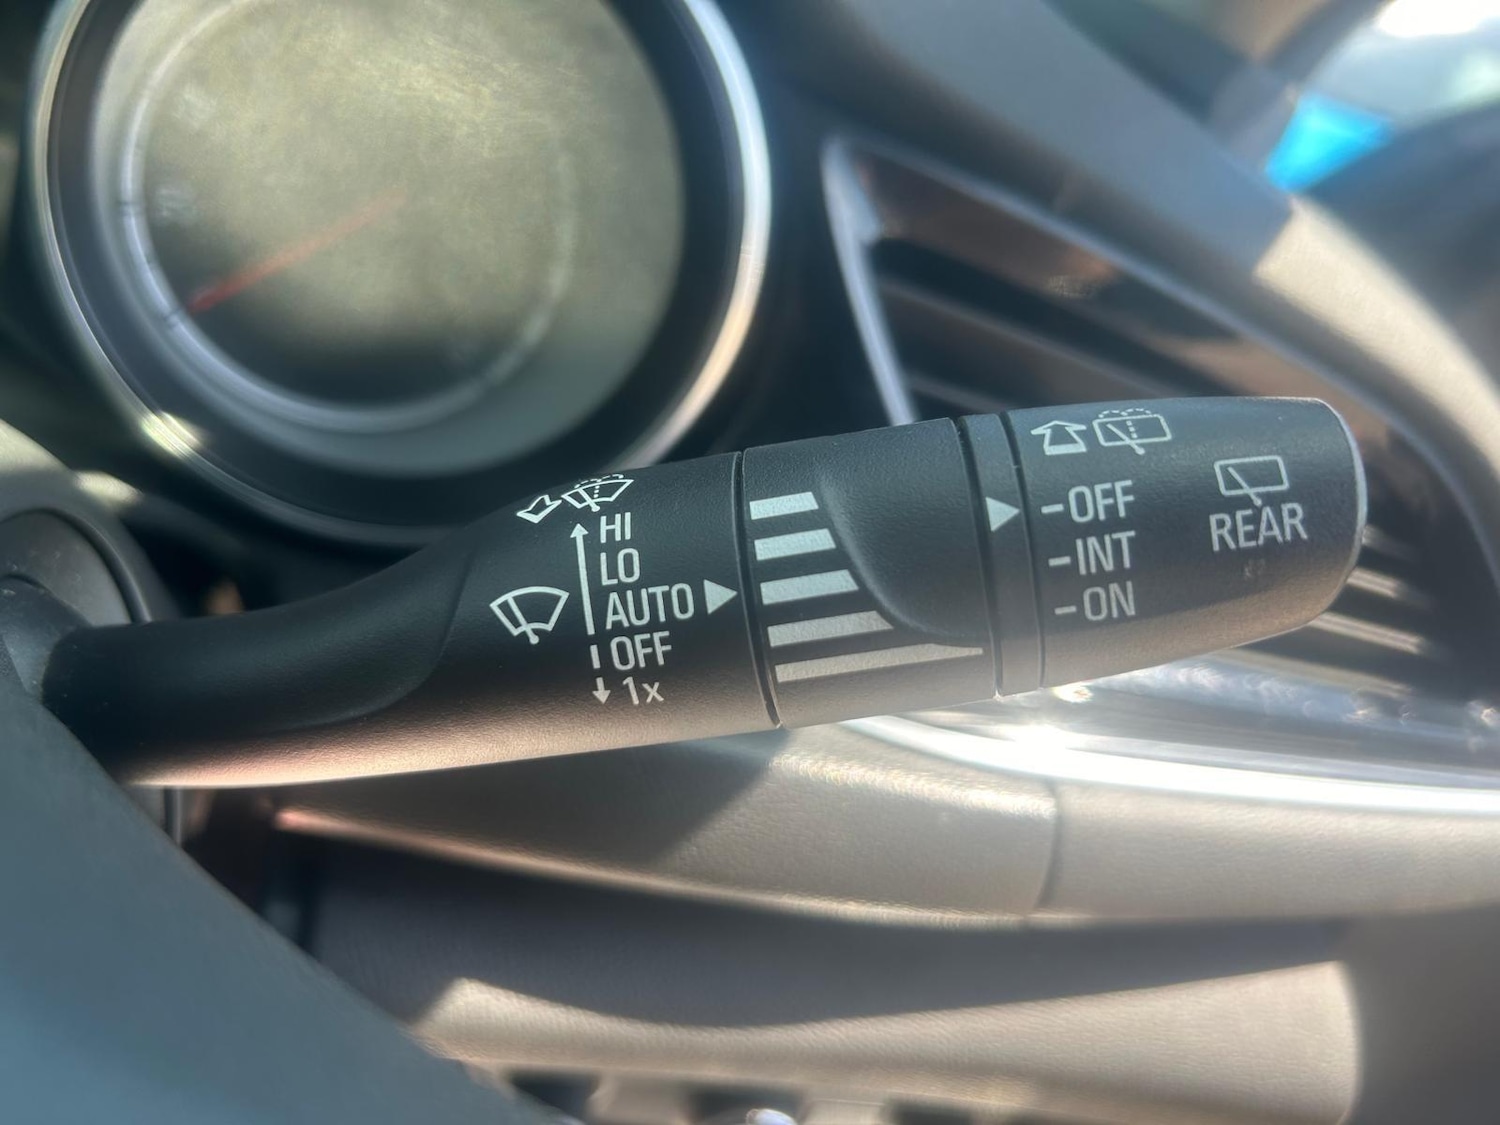 HI
LO
AUTO
OFF
1x
-OFF
-INT
-ON
REAR